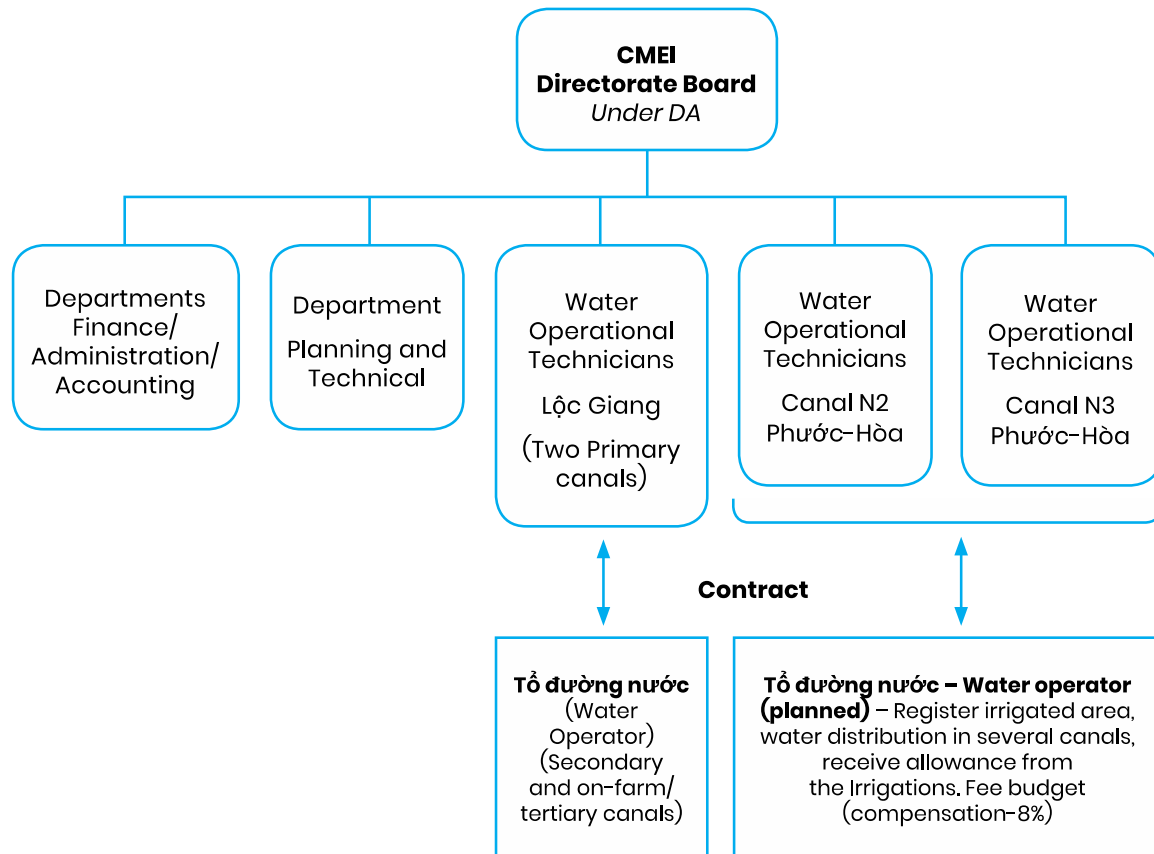 CMEI
Directorate Board
Under DA
Departments
Finance/
Administration/
Accounting
Department
Planning and
Technical
Water
Operational
Technicians
Lộc Giang
(Two Primary
canals)
Water
Operational
Technicians
Canal N2
Phước-Hòa
Water
Operational
Technicians
Canal N3
Phước-Hòa
Contract
Tổ đường nước
(Water
Operator)
(Secondary
and on-farm/
tertiary canals)
Tổ đường nước – Water operator
(planned) – Register irrigated area,
water distribution in several canals,
receive allowance from
the Irrigations. Fee budget
(compensation-8%)